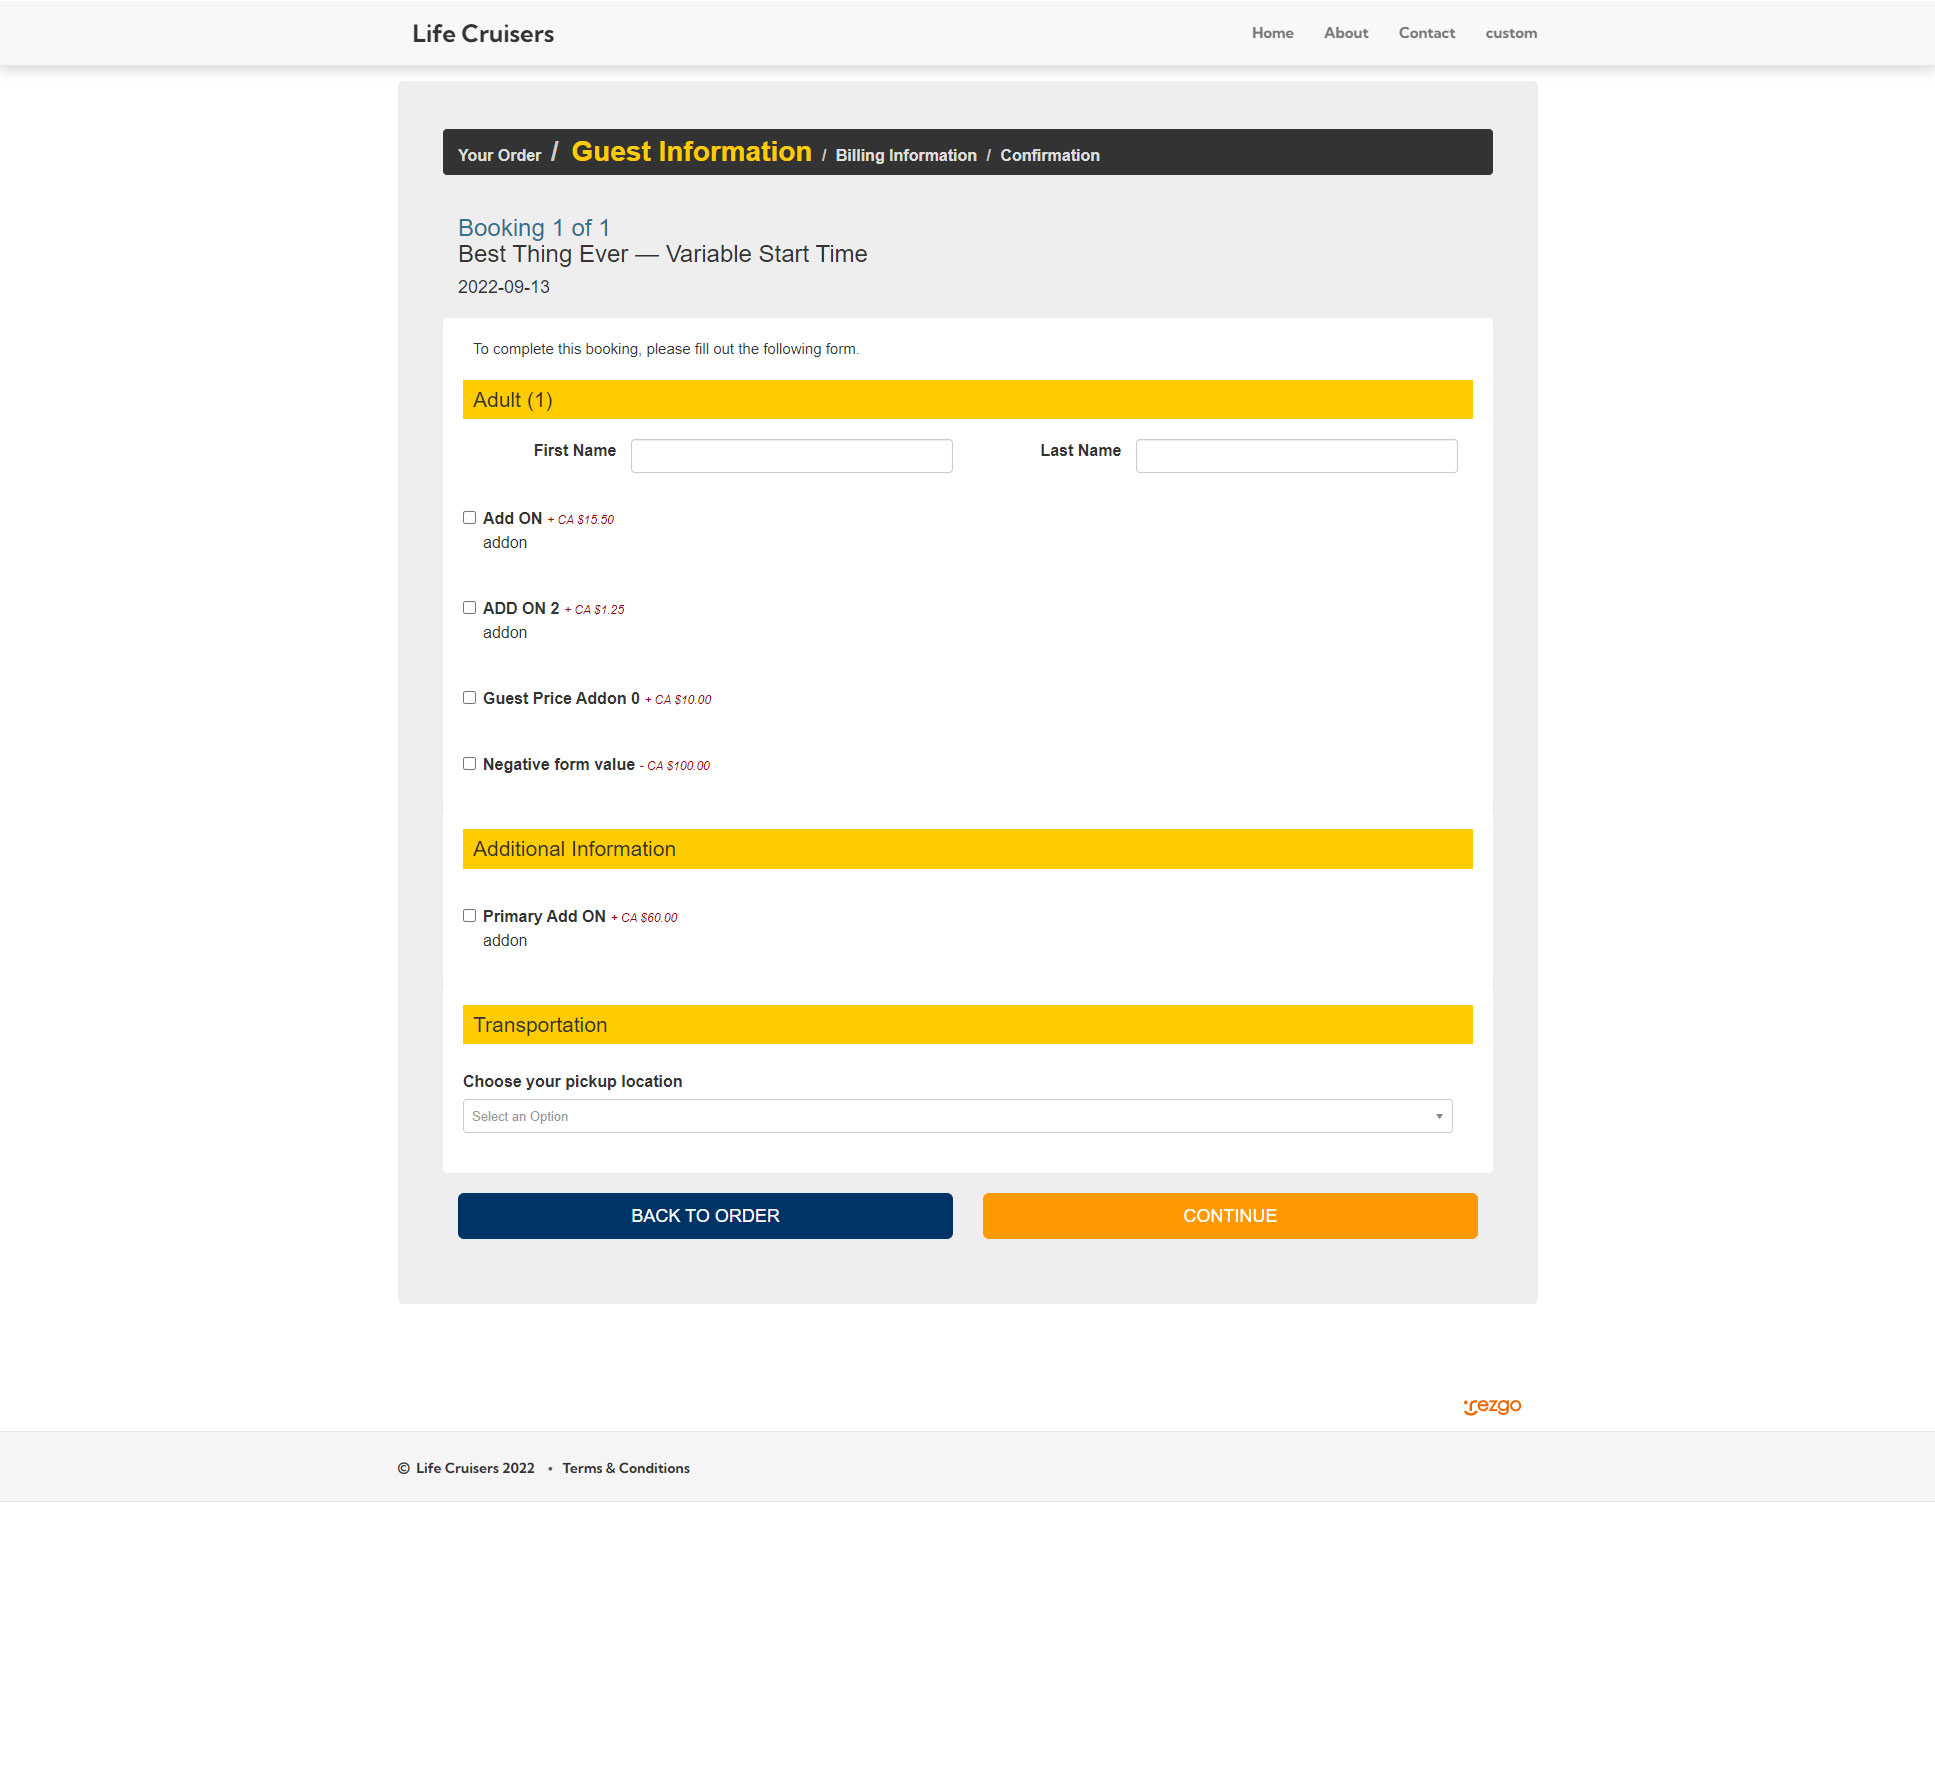 Life Cruisers
Home About Contact custom
Your Order / Guest Information / Billing Information / Confirmation
Booking 1 of 1
Best Thing Ever — Variable Start Time
2022-09-13
To complete this booking, please fill out the following form.
Adult (1)
First Name Last Name
Add ON + CA $15.50
addon
ADD ON 2 + CA $1.25
addon
Guest Price Addon 0 + CA $10.00
Negative form value - CA $100.00
Additional Information
Primary Add ON + CA $60.00
addon
Transportation
Choose your pickup location
Select an Option
BACK TO ORDER CONTINUE
rezgo
© Life Cruisers 2022 • Terms & Conditions